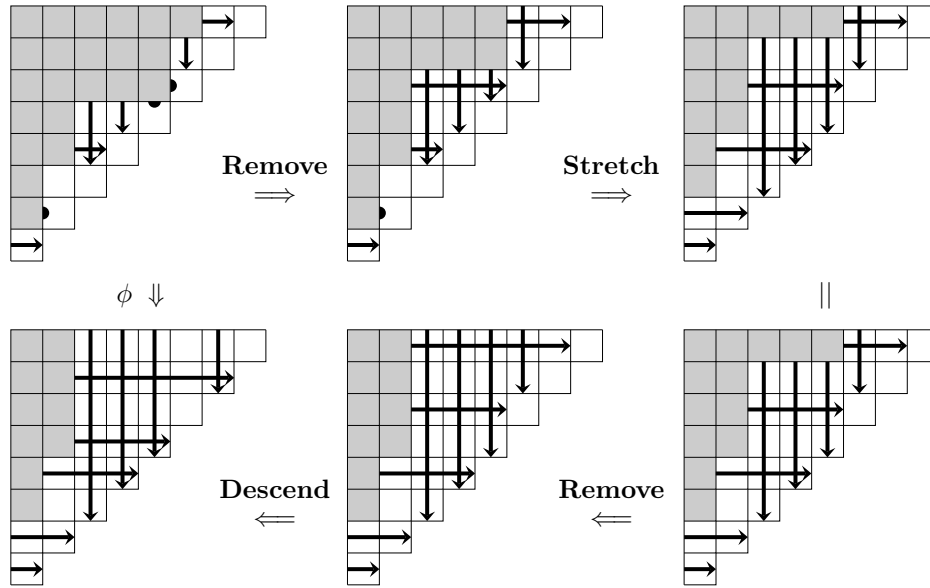 Remove
⟹
Stretch
⟹
ϕ ⇓
||
Descend
⟸
Remove
⟸